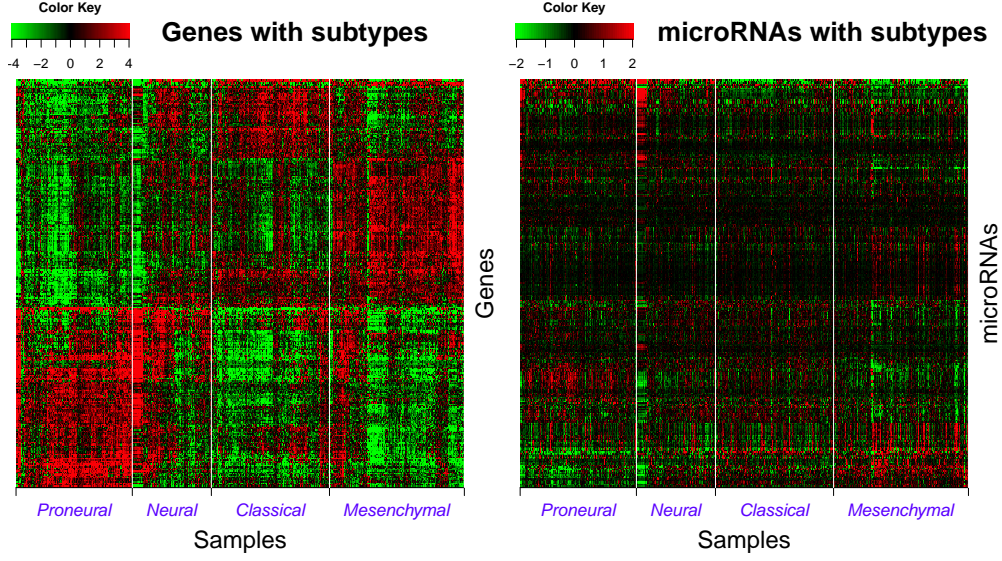 Color Key
Genes with subtypes
-4 -2 0 2 4
Genes
Proneural Neural Classical Mesenchymal
Samples
Color Key
microRNAs with subtypes
−2 −1 0 1 2
microRNAs
Proneural Neural Classical Mesenchymal
Samples